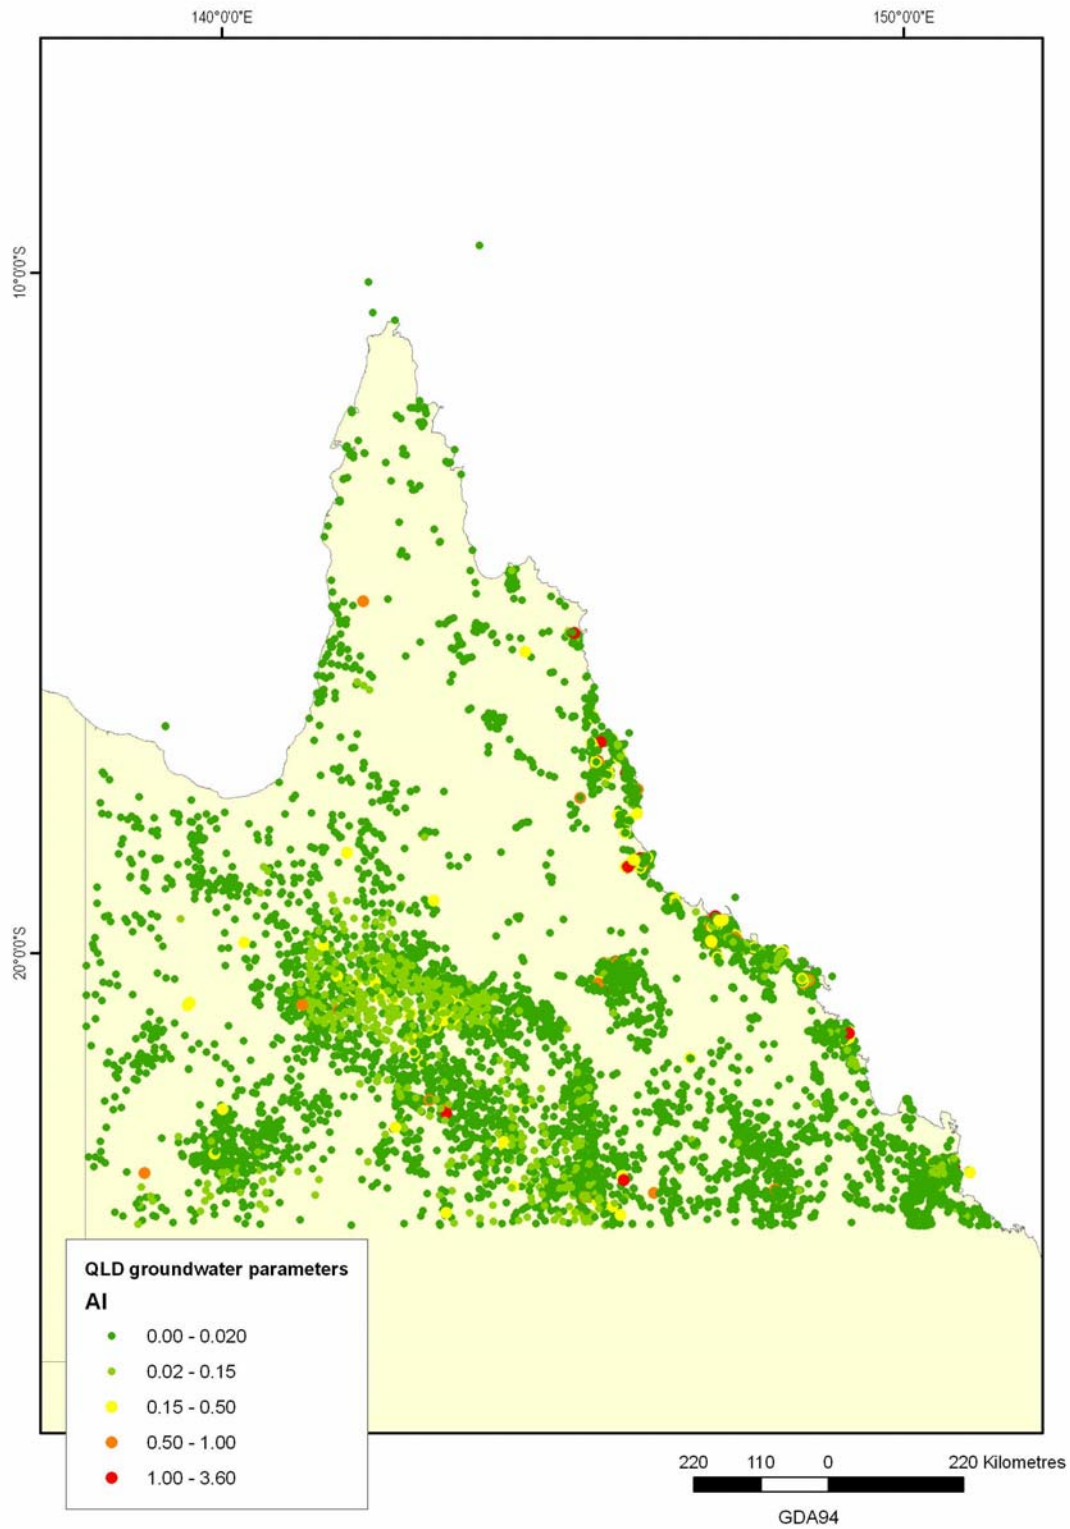 140°0'0"E
150°0'0"E
10°0'0"S
20°0'0"S
QLD groundwater parameters
Al
0.00 - 0.020
0.02 - 0.15
0.15 - 0.50
0.50 - 1.00
1.00 - 3.60
220 110 0 220 Kilometres
GDA94